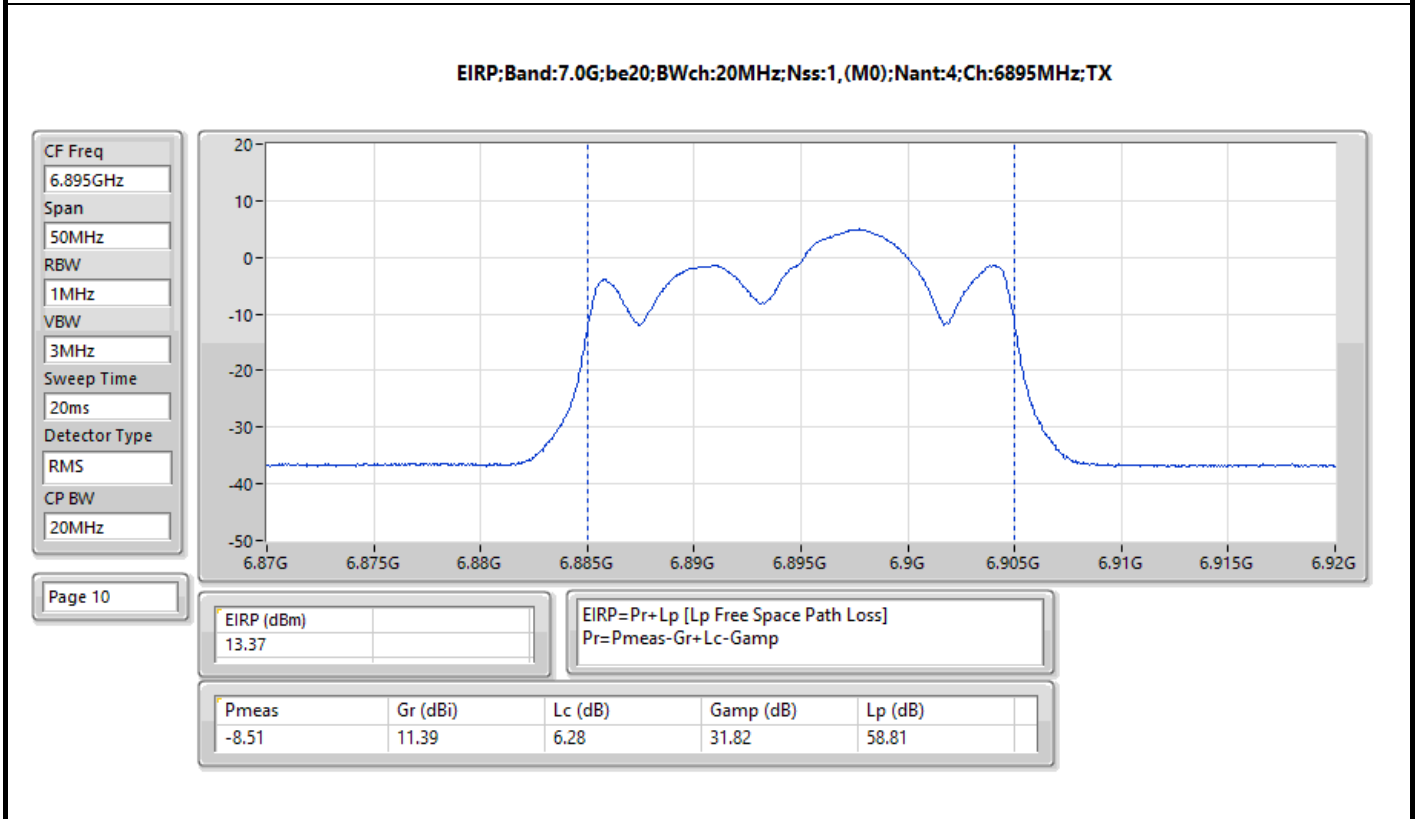 EIRP;Band:7.0G;be20;BWch:20MHz;Nss:1,(M0);Nant:4;Ch:6895MHz;TX
CF Freq
6.895GHz
Span
50MHz
RBW
1MHz
VBW
3MHz
Sweep Time
20ms
Detector Type
RMS
CP BW
20MHz
Page 10
20
10
0
-10
-20
-30
-40
-50
6.87G 6.875G 6.88G 6.885G 6.89G 6.895G 6.9G 6.905G 6.91G 6.915G 6.92G
EIRP (dBm)
13.37
EIRP=Pr+Lp [Lp Free Space Path Loss]
Pr=Pmeas-Gr+Lc-Gamp
Pmeas Gr (dBi) Lc (dB) Gamp (dB) Lp (dB)
-8.51 11.39 6.28 31.82 58.81